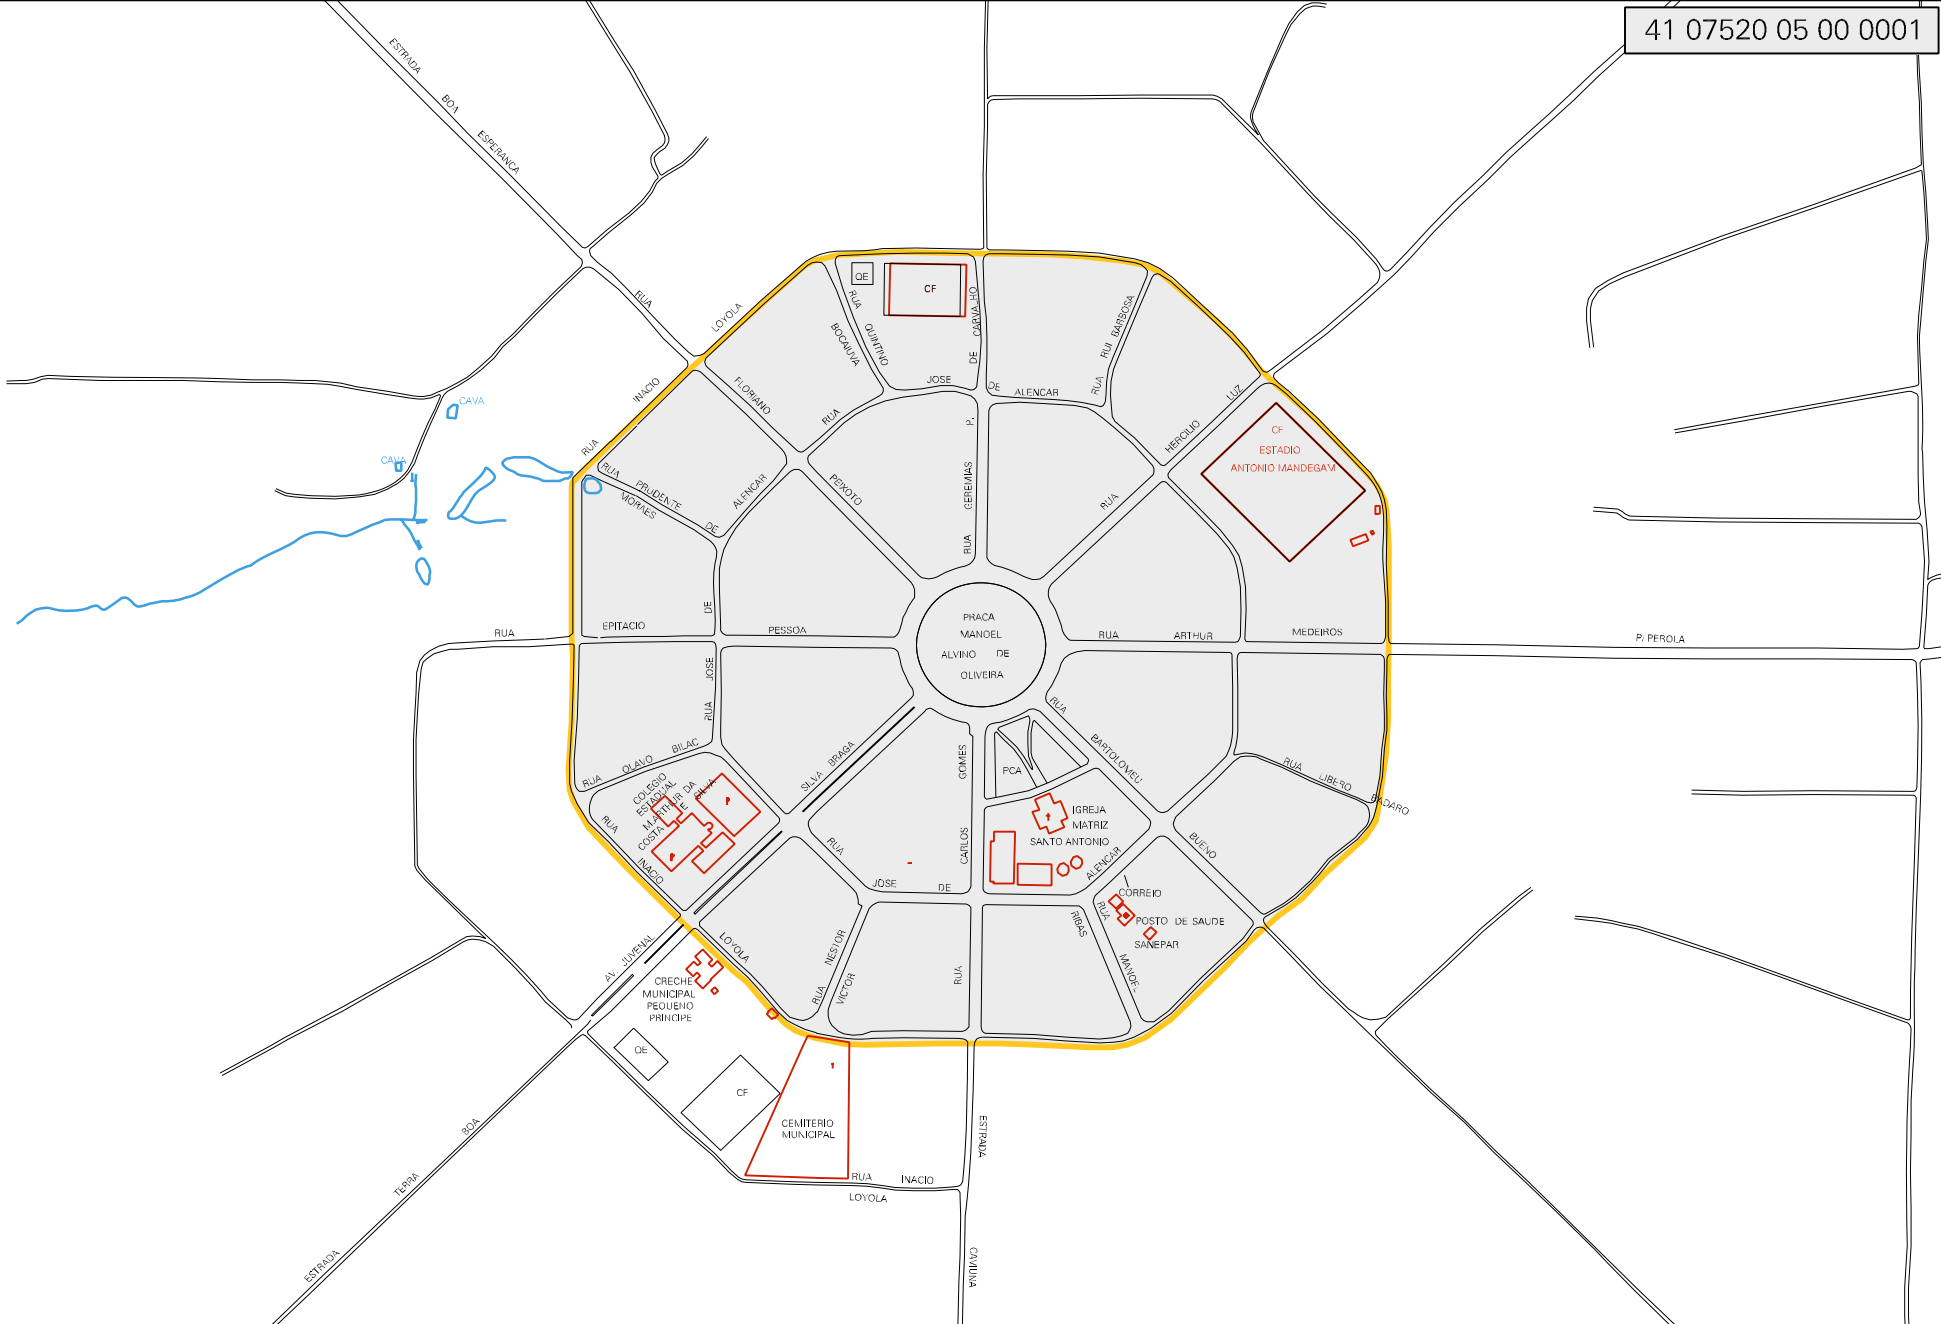 41 07520 05 00 0001
ESTRADA
BOA
ESPERANCA
RUA
LOYOLA
INACIO
RUA
QE
CF
RUA
QUINTINO
BOCAIUVA
DE CARVALHO
RUI BARBOSA
RUA
JOSE
DE
ALENCAR
FLORIANO
RUA
PEIXOTO
P.
GEREMIAS
RUA
HERCILIO
LUZ
RUA
CF
ESTADIO
ANTONIO MANDEGAM
CAVA
CAVA
RUA
PRUDENTE
MORAES
DE
ALENCAR
DE
JOSE
RUA
RUA
EPITACIO
PESSOA
PRACA
MANOEL
ALVINO DE
OLIVEIRA
RUA
ARTHUR
MEDEIROS
P/ PEROLA
RUA
BARTOLOMEU
BUENO
RUA
LIBERO
BADARO
RUA
OLAVO
BILAC
COLEGIO
ESTADUAL
M.ARTHUR DA
COSTA E SILVA
RUA
INACIO
SILVA BRAGA
GOMES
CARLOS
RUA
PCA
IGREJA
MATRIZ
SANTO ANTONIO
RUA
JOSE
DE
ALENCAR
CORREIO
POSTO DE SAUDE
SANEPAR
RUA
MANOEL
RIBAS
LOYOLA
NESTOR
VICTOR
RUA
AV. JUVENAL
CRECHE
MUNICIPAL
PEQUENO
PRINCIPE
QE
CF
CEMITERIO
MUNICIPAL
RUA
INACIO
LOYOLA
ESTRADA
CAVIUNA
BOA
TERRA
ESTRADA